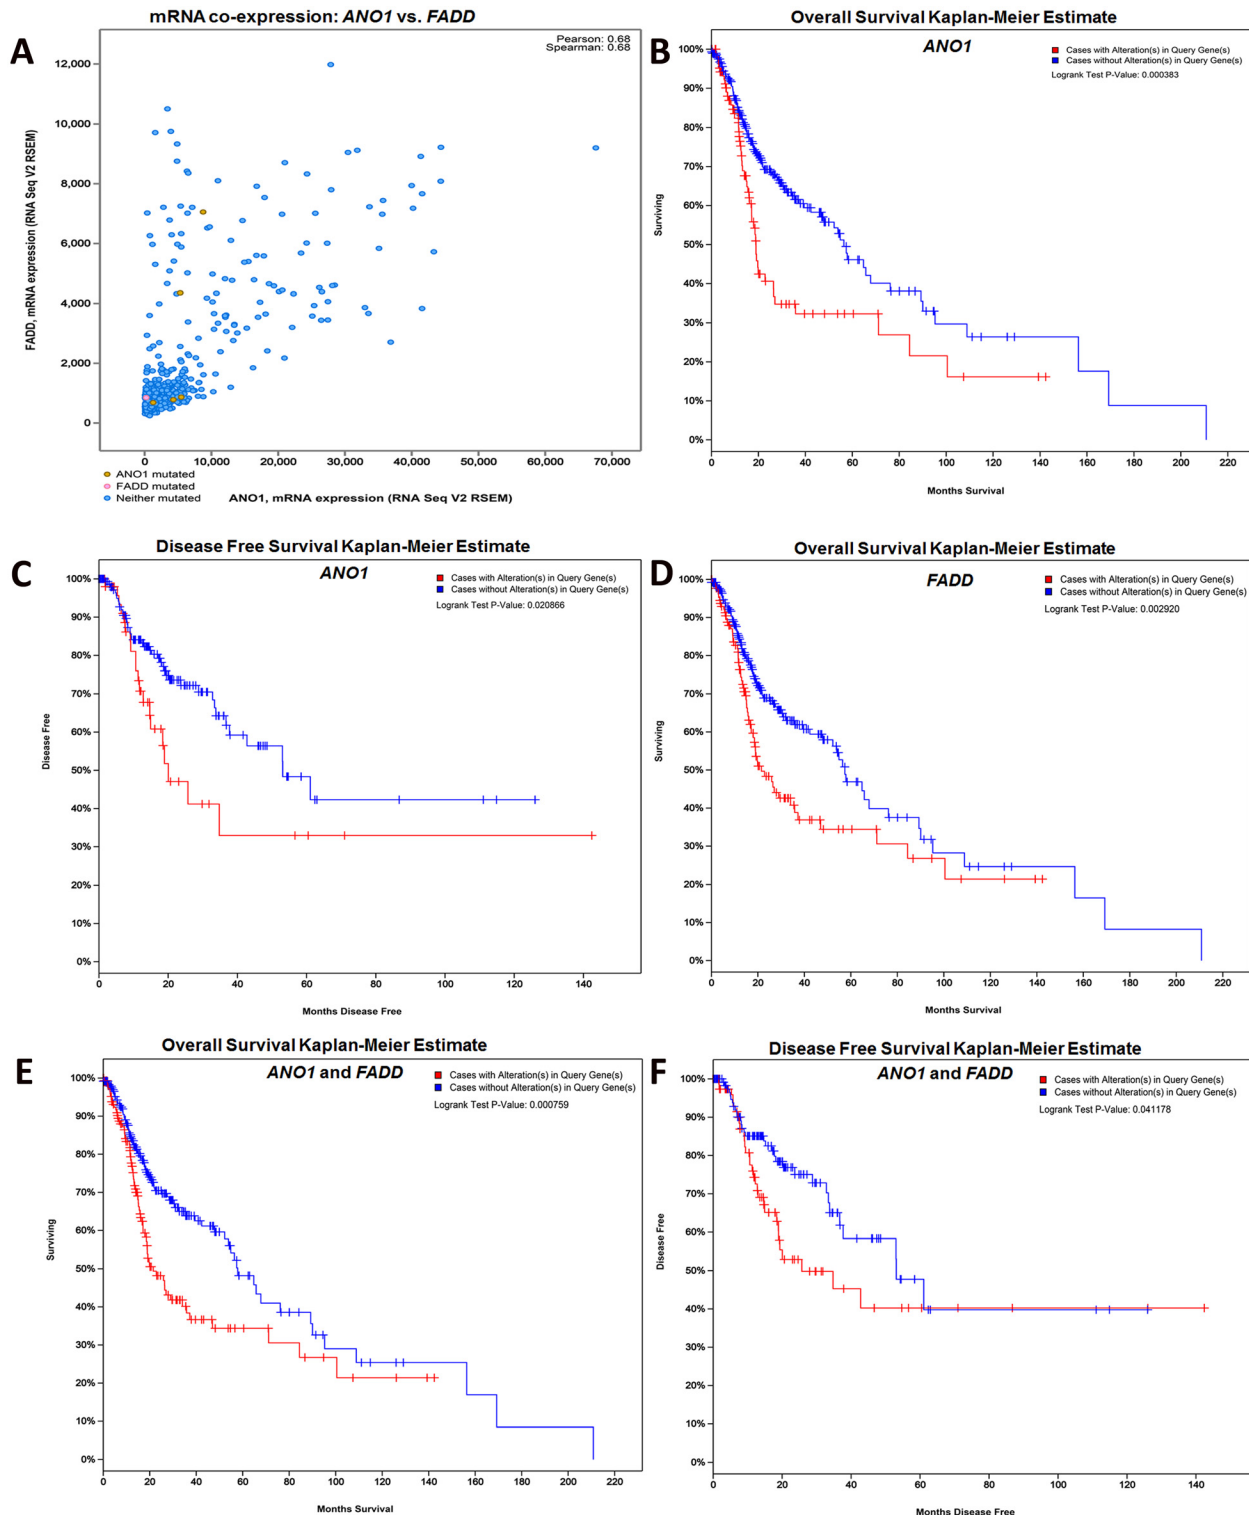 A
mRNA co-expression: ANO1 vs. FADD
Pearson: 0.68
Spearman: 0.68
FADD, mRNA expression (RNA Seq V2 RSEM)
12,000
10,000
8,000
6,000
4,000
2,000
0
0 10,000 20,000 30,000 40,000 50,000 60,000 70,000
ANO1 mutated
FADD mutated
Neither mutated
ANO1, mRNA expression (RNA Seq V2 RSEM)
B
Overall Survival Kaplan-Meier Estimate
ANO1
Cases with Alteration(s) in Query Gene(s)
Cases without Alteration(s) in Query Gene(s)
Logrank Test P-Value: 0.000383
Surviving
100%
90%
80%
70%
60%
50%
40%
30%
20%
10%
0%
0 20 40 60 80 100 120 140 160 180 200 220
Months Survival
C
Disease Free Survival Kaplan-Meier Estimate
ANO1
Cases with Alteration(s) in Query Gene(s)
Cases without Alteration(s) in Query Gene(s)
Logrank Test P-Value: 0.020866
Disease Free
100%
90%
80%
70%
60%
50%
40%
30%
20%
10%
0%
0 20 40 60 80 100 120 140
Months Disease Free
D
Overall Survival Kaplan-Meier Estimate
FADD
Cases with Alteration(s) in Query Gene(s)
Cases without Alteration(s) in Query Gene(s)
Logrank Test P-Value: 0.002920
Surviving
100%
90%
80%
70%
60%
50%
40%
30%
20%
10%
0%
0 20 40 60 80 100 120 140 160 180 200 220
Months Survival
E
Overall Survival Kaplan-Meier Estimate
ANO1 and FADD
Cases with Alteration(s) in Query Gene(s)
Cases without Alteration(s) in Query Gene(s)
Logrank Test P-Value: 0.000759
Surviving
100%
90%
80%
70%
60%
50%
40%
30%
20%
10%
0%
0 20 40 60 80 100 120 140 160 180 200 220
Months Survival
F
Disease Free Survival Kaplan-Meier Estimate
ANO1 and FADD
Cases with Alteration(s) in Query Gene(s)
Cases without Alteration(s) in Query Gene(s)
Logrank Test P-Value: 0.041178
Disease Free
100%
90%
80%
70%
60%
50%
40%
30%
20%
10%
0%
0 20 40 60 80 100 120 140
Months Disease Free